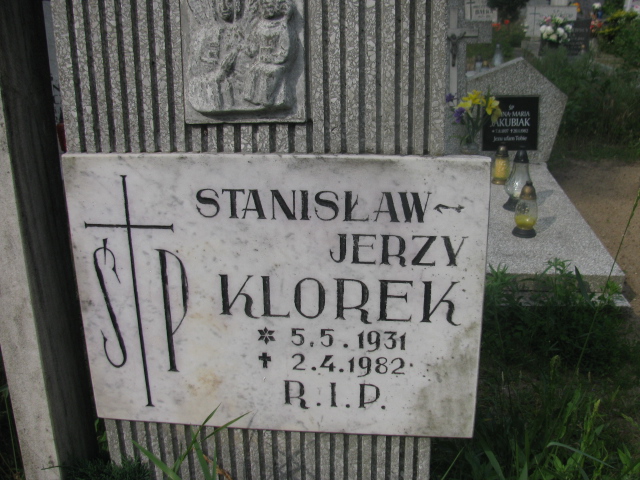 STANISŁAW~
JERZY
KLOREK
* 5.5.1931
✝ 2.4.1982
R.I.P.
S P
ŚP
JAKUBIAK